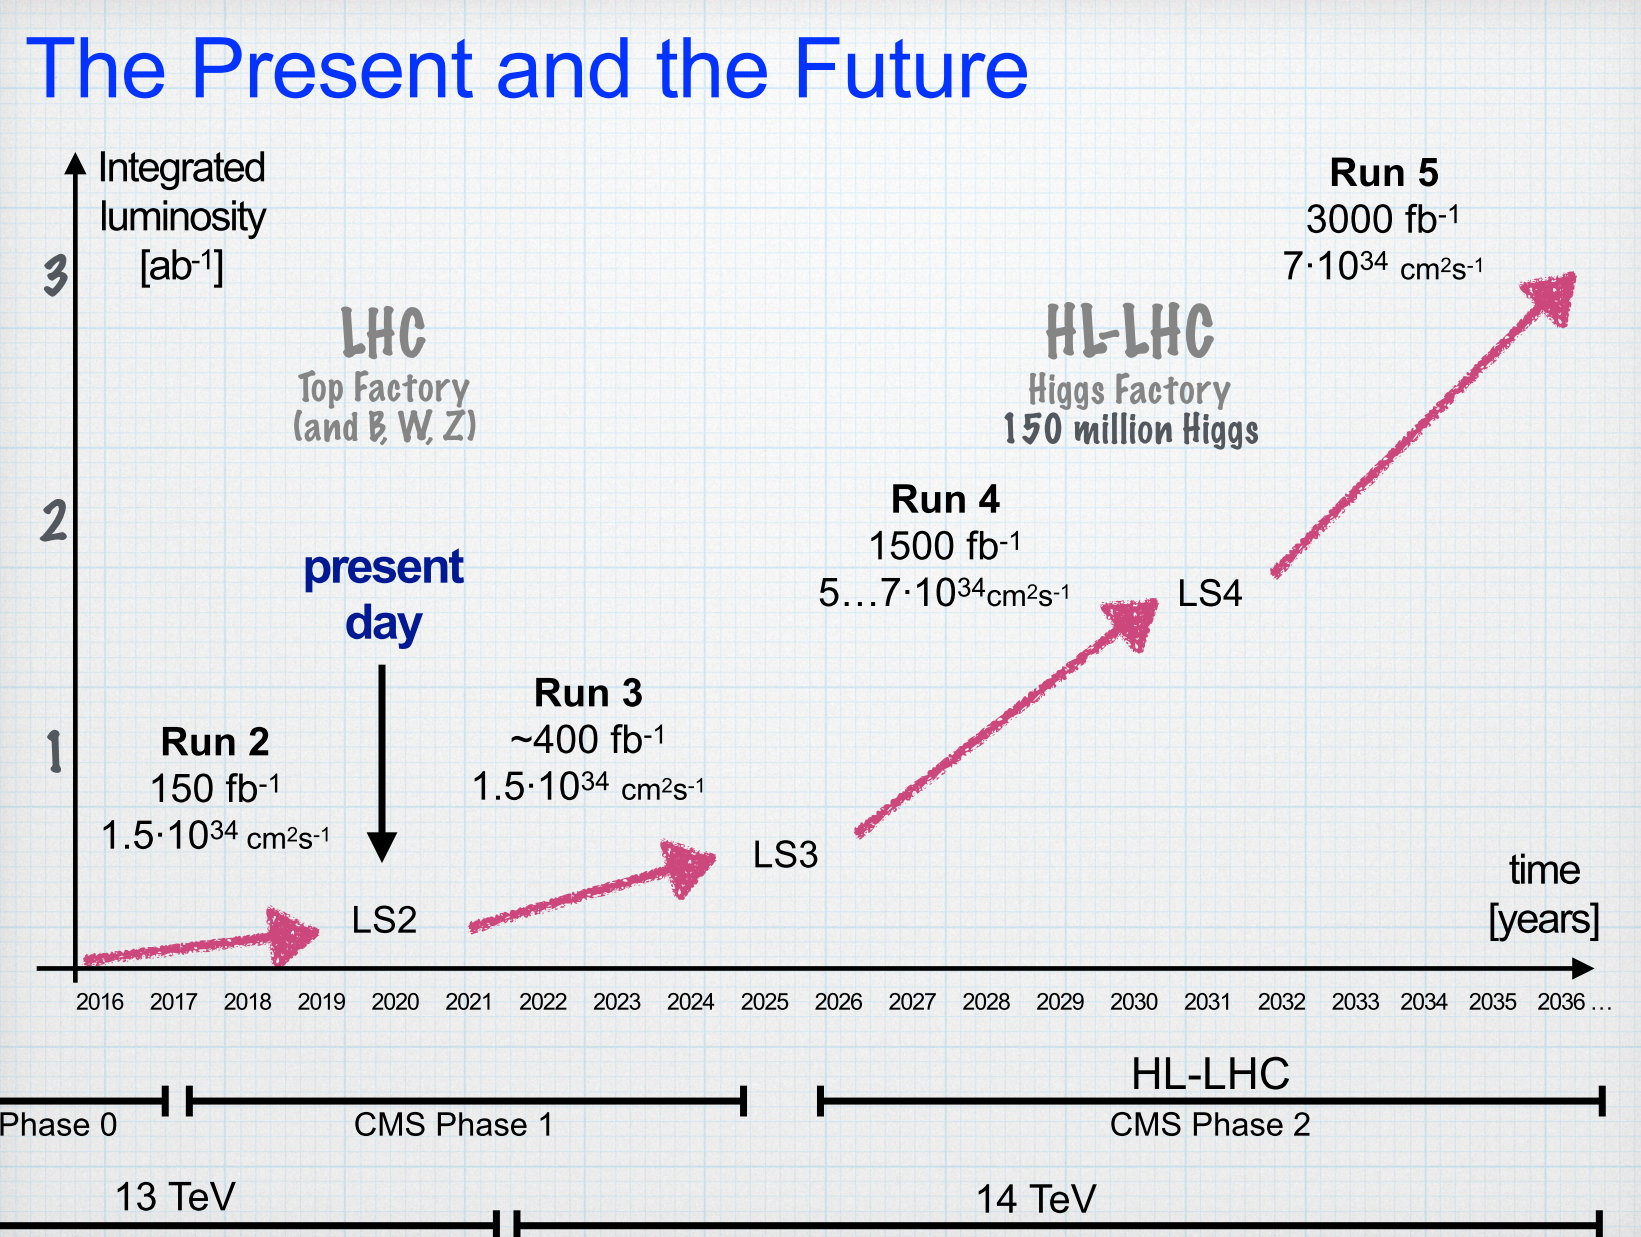 The Present and the Future
Integrated
luminosity
[ab-1]
3
2
1
LHC
Top Factory
(and B, W, Z)
HL-LHC
Higgs Factory
150 million Higgs
Run 5
3000 fb-1
7·10³⁴ cm²s-1
Run 4
1500 fb-1
5…7·10³⁴cm²s-1
LS4
present
day
Run 3
~400 fb-1
1.5·10³⁴ cm²s-1
Run 2
150 fb-1
1.5·10³⁴ cm²s-1
LS3
LS2
time
[years]
2016 2017 2018 2019 2020 2021 2022 2023 2024 2025 2026 2027 2028 2029 2030 2031 2032 2033 2034 2035 2036 …
HL-LHC
Phase 0 CMS Phase 1 CMS Phase 2
13 TeV 14 TeV